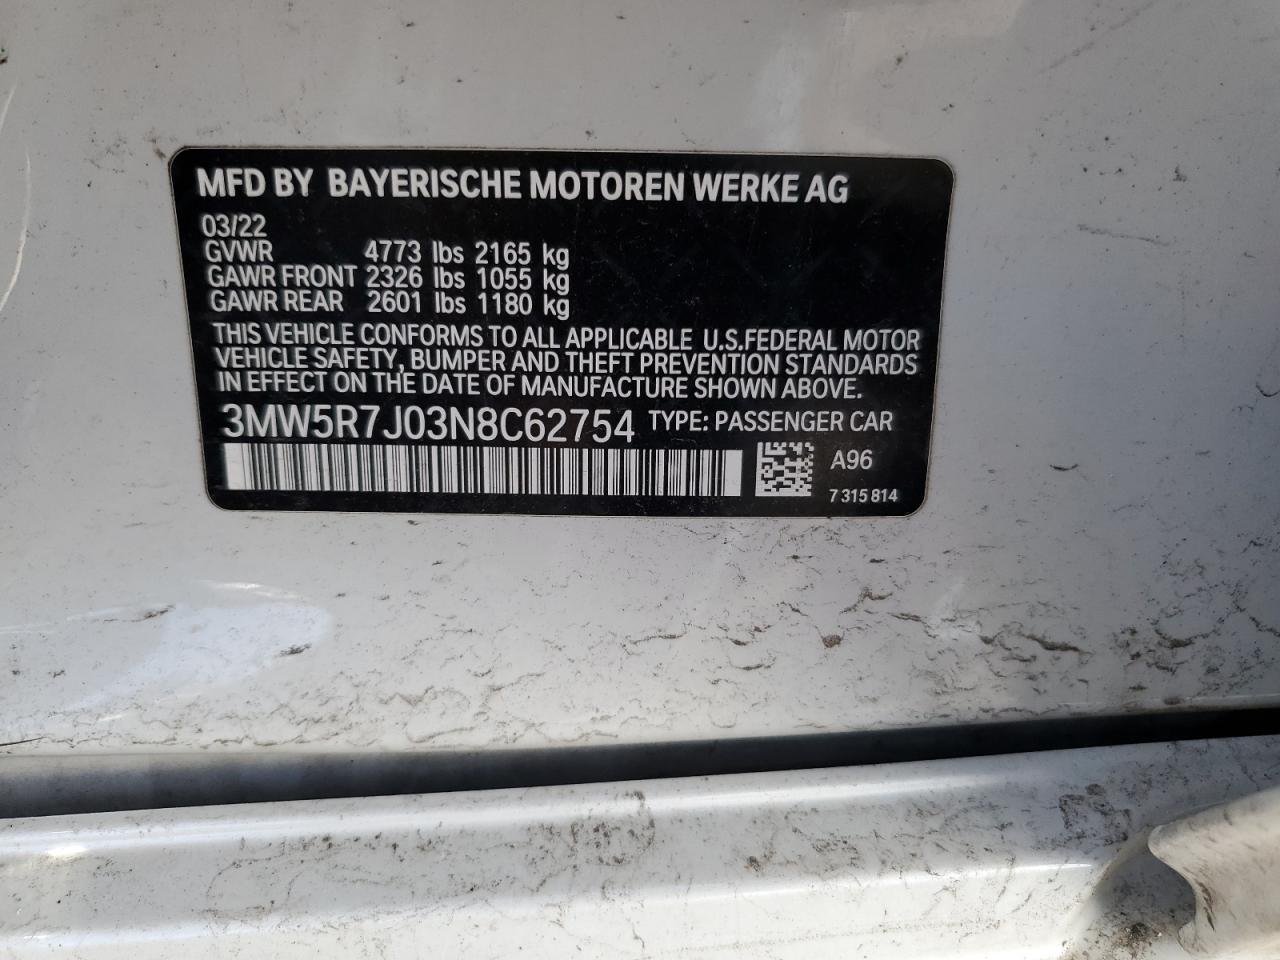 MFD BY BAYERISCHE MOTOREN WERKE AG
03/22
GVWR 4773 lbs 2165 kg
GAWR FRONT 2326 lbs 1055 kg
GAWR REAR 2601 lbs 1180 kg
THIS VEHICLE CONFORMS TO ALL APPLICABLE U.S.FEDERAL MOTOR
VEHICLE SAFETY, BUMPER AND THEFT PREVENTION STANDARDS
IN EFFECT ON THE DATE OF MANUFACTURE SHOWN ABOVE.
3MW5R7J03N8C62754 TYPE: PASSENGER CAR
A96
7 315 814